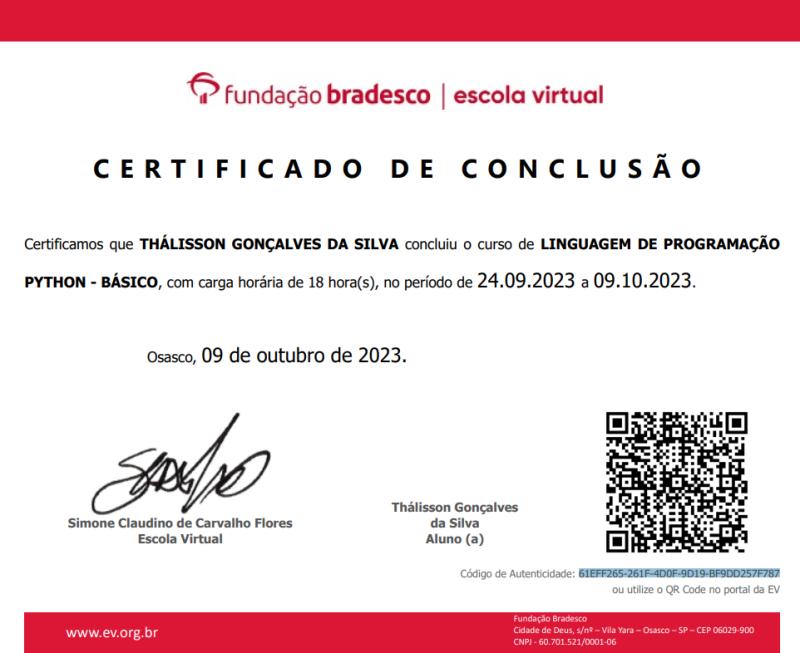 fundação bradesco | escola virtual
CERTIFICADO DE CONCLUSÃO
Certificamos que THÁLISSON GONÇALVES DA SILVA concluiu o curso de LINGUAGEM DE PROGRAMAÇÃO
PYTHON - BÁSICO, com carga horária de 18 hora(s), no período de 24.09.2023 a 09.10.2023.
Osasco, 09 de outubro de 2023.
Simone Claudino de Carvalho Flores
Escola Virtual
Thálisson Gonçalves
da Silva
Aluno (a)
Código de Autenticidade: 61EFF265-261F-4D0F-9D19-BF9DD257F787
ou utilize o QR Code no portal da EV
www.ev.org.br
Fundação Bradesco
Cidade de Deus, s/nº – Vila Yara – Osasco – SP – CEP 06029-900
CNPJ - 60.701.521/0001-06